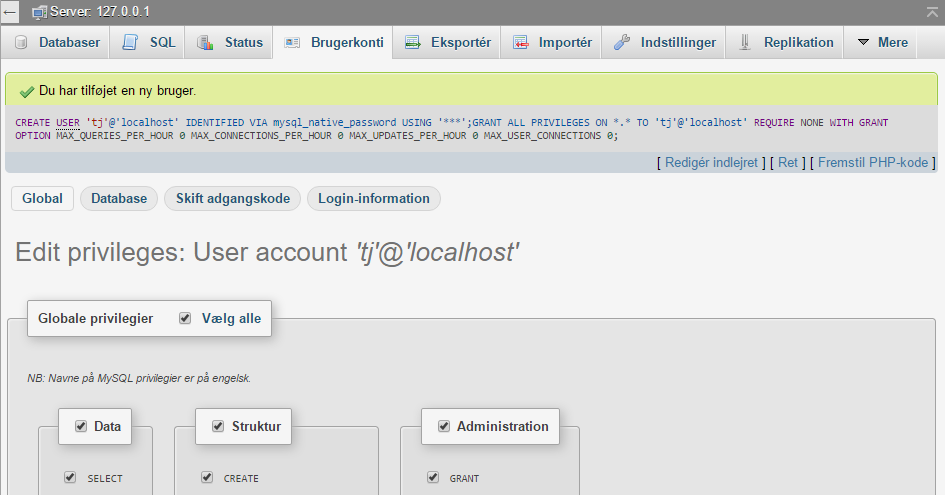 Server: 127.0.0.1
Databaser SQL Status Brugerkonti Eksportér Importér Indstillinger Replikation Mere
Du har tilføjet en ny bruger.
CREATE USER 'tj'@'localhost' IDENTIFIED VIA mysql_native_password USING '***';GRANT ALL PRIVILEGES ON *.* TO 'tj'@'localhost' REQUIRE NONE WITH GRANT
OPTION MAX_QUERIES_PER_HOUR 0 MAX_CONNECTIONS_PER_HOUR 0 MAX_UPDATES_PER_HOUR 0 MAX_USER_CONNECTIONS 0;
[ Redigér indlejret ] [ Ret ] [ Fremstil PHP-kode ]
Global Database Skift adgangskode Login-information
Edit privileges: User account 'tj'@'localhost'
Globale privilegier Vælg alle
NB: Navne på MySQL privilegier er på engelsk.
Data Struktur Administration
SELECT CREATE GRANT